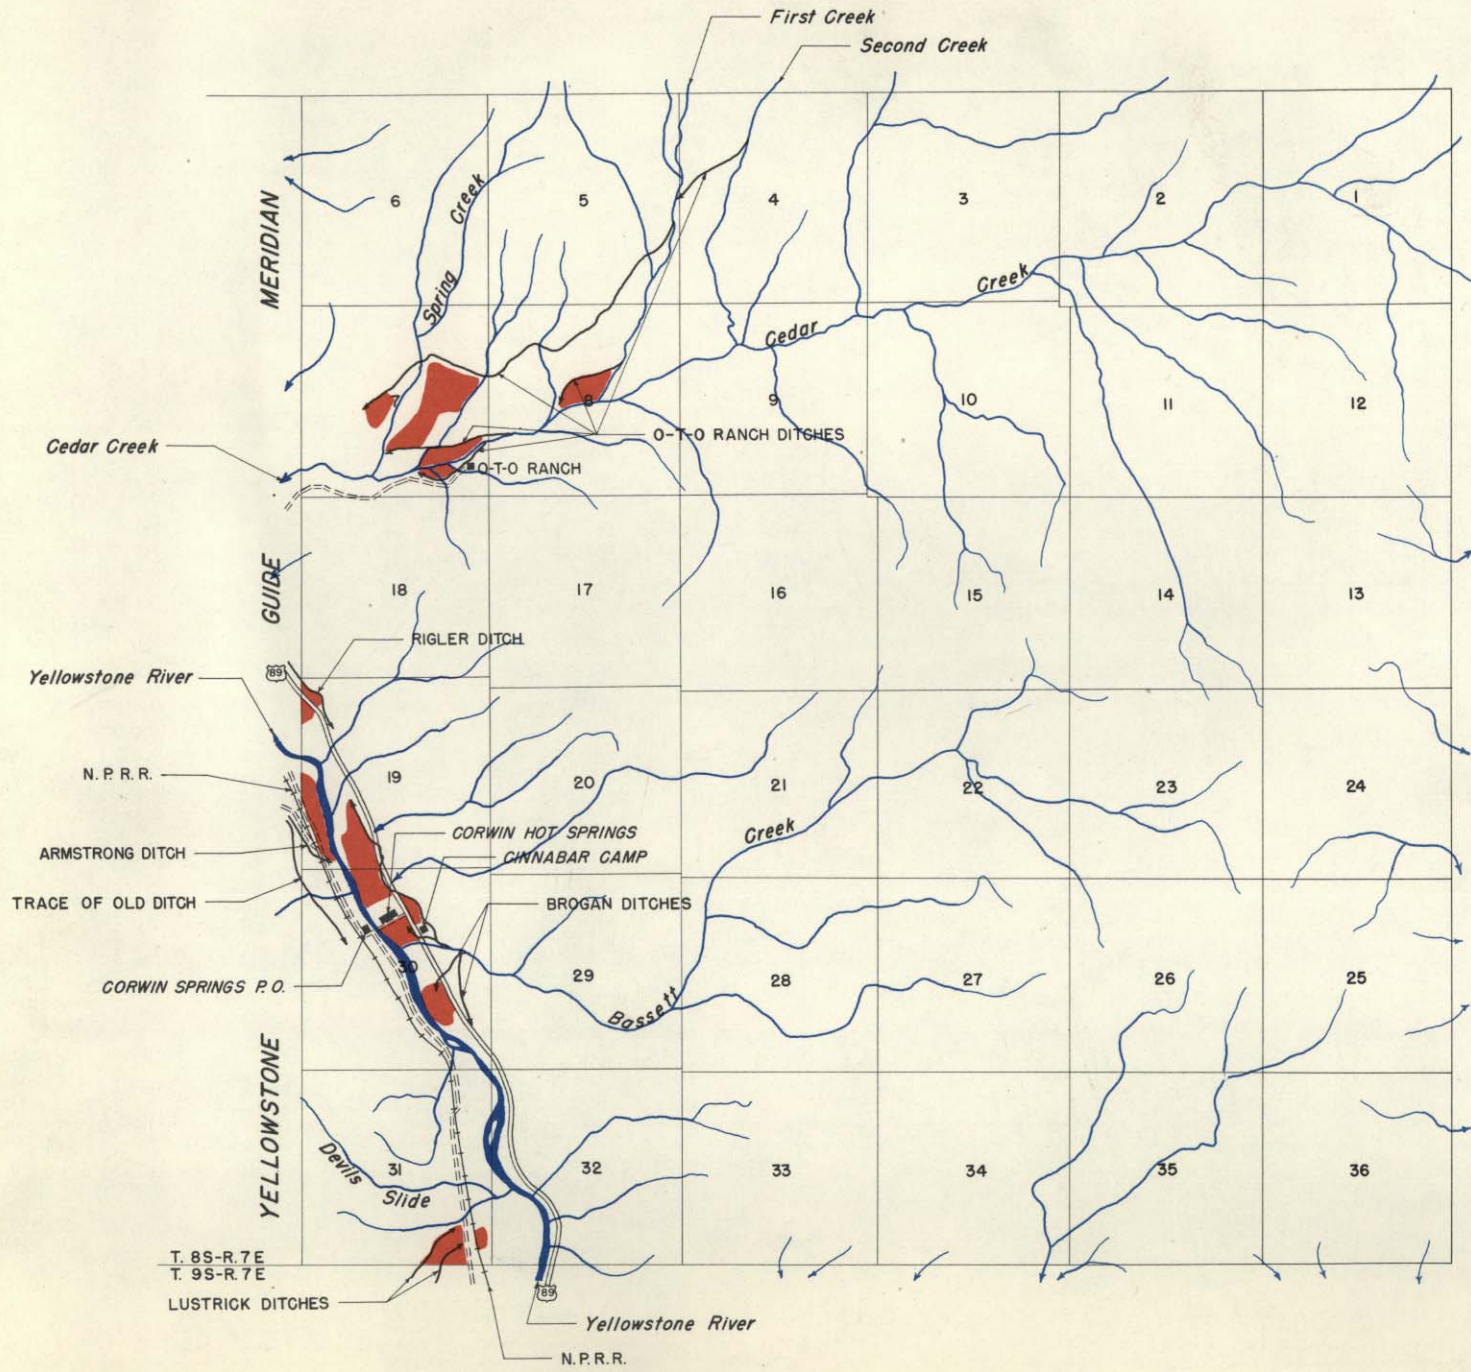 First Creek
Second Creek
6
5
4
3
2
1
MERIDIAN
Spring Creek
Cedar Creek
7
8
9
10
11
12
Cedar Creek
O-T-O RANCH DITCHES
O-T-O RANCH
GUIDE
18
17
16
15
14
13
RIGLER DITCH
89
Yellowstone River
N.P.R.R.
19
20
21
22
23
24
ARMSTRONG DITCH
CORWIN HOT SPRINGS
CINNABAR CAMP
Creek
TRACE OF OLD DITCH
BROGAN DITCHES
CORWIN SPRINGS P.O.
30
29
28
27
26
25
Bassett
YELLOWSTONE
Devils Slide
31
32
33
34
35
36
T. 8S-R.7E
T. 9S-R.7E
LUSTRICK DITCHES
89
Yellowstone River
N.P.R.R.